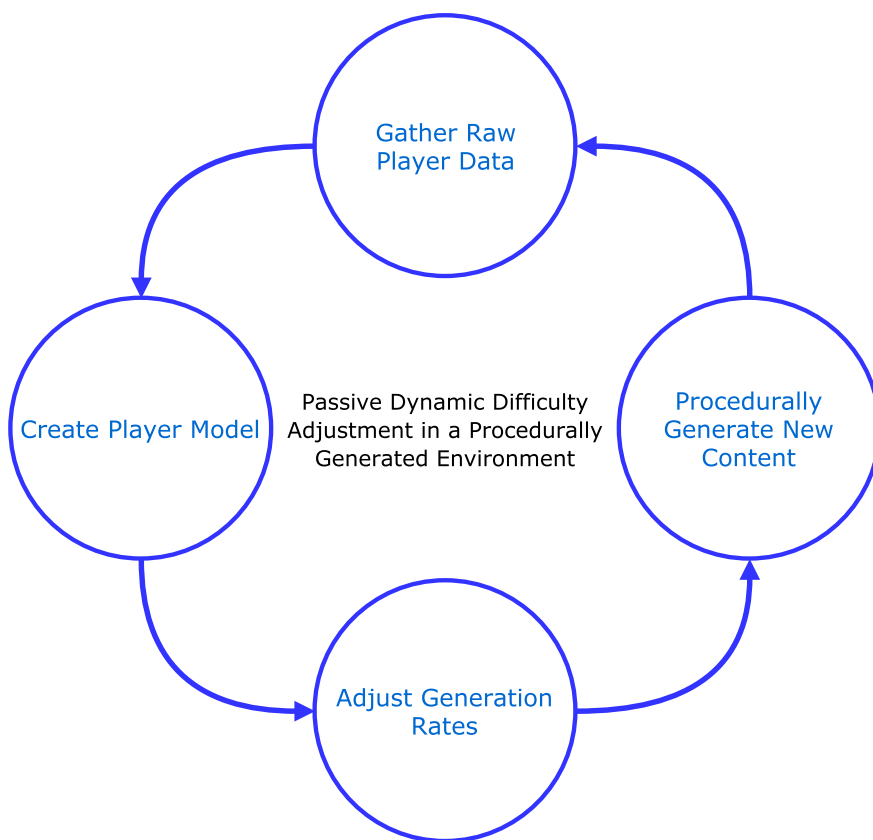 Gather Raw
Player Data
Create Player Model
Passive Dynamic Difficulty
Adjustment in a Procedurally
Generated Environment
Procedurally
Generate New
Content
Adjust Generation
Rates